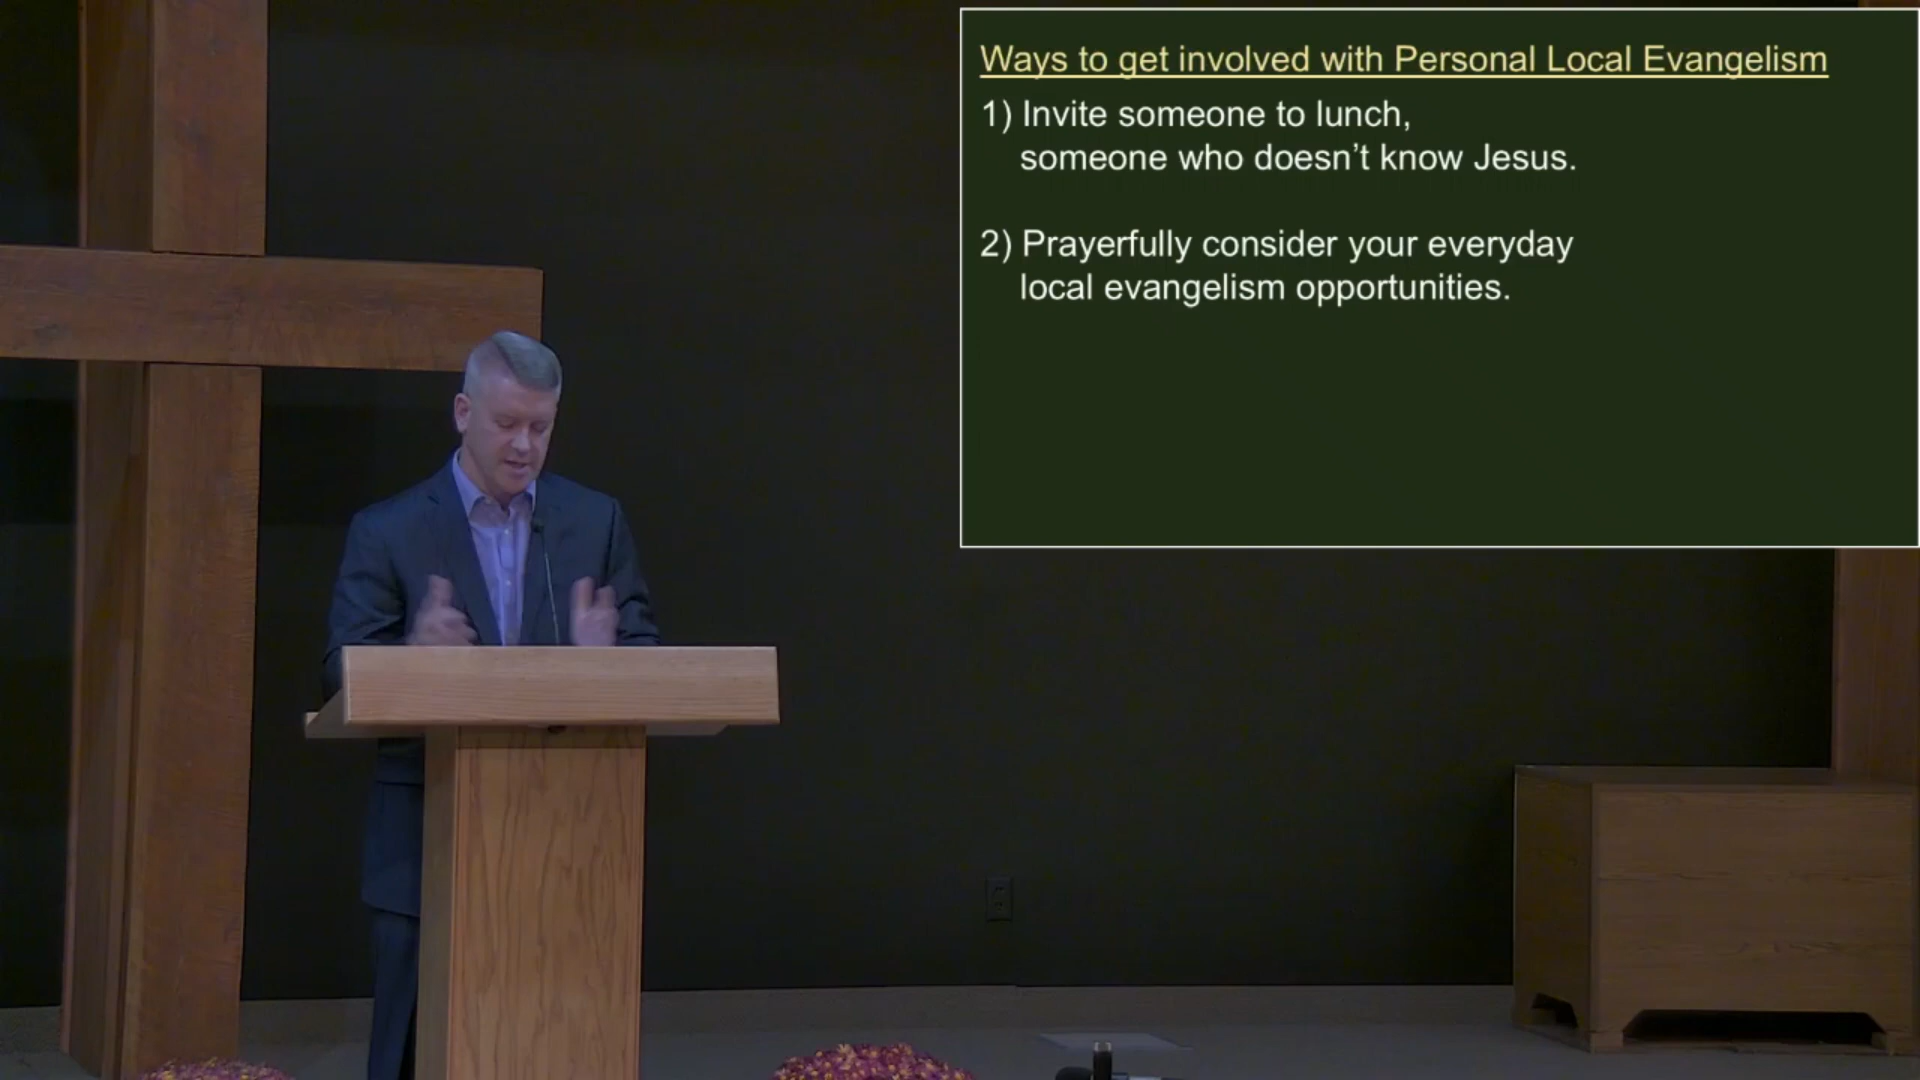 Ways to get involved with Personal Local Evangelism
1) Invite someone to lunch,
someone who doesn't know Jesus.
2) Prayerfully consider your everyday
local evangelism opportunities.